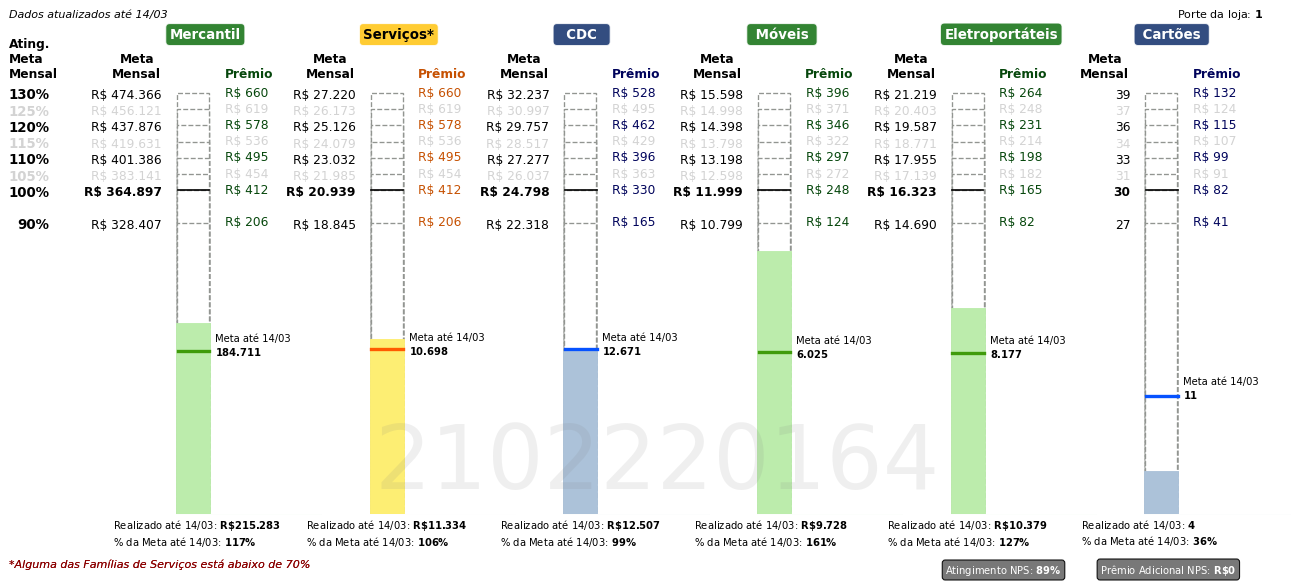 Dados atualizados até 14/03 Porte da loja: 1
Mercantil Serviços* CDC Móveis Eletroportáteis Cartões
Ating. Meta Mensal Meta Mensal Prêmio Meta Mensal Prêmio Meta Mensal Prêmio Meta Mensal Prêmio Meta Mensal Prêmio Meta Mensal Prêmio
130% R$ 474.366 R$ 660 R$ 27.220 R$ 660 R$ 32.237 R$ 528 R$ 15.598 R$ 396 R$ 21.219 R$ 264 39 R$ 132
125% R$ 456.121 R$ 619 R$ 26.173 R$ 619 R$ 30.997 R$ 495 R$ 14.998 R$ 371 R$ 20.403 R$ 248 37 R$ 124
120% R$ 437.876 R$ 578 R$ 25.126 R$ 578 R$ 29.757 R$ 462 R$ 14.398 R$ 346 R$ 19.587 R$ 231 36 R$ 115
115% R$ 419.631 R$ 536 R$ 24.079 R$ 536 R$ 28.517 R$ 429 R$ 13.798 R$ 322 R$ 18.771 R$ 214 34 R$ 107
110% R$ 401.386 R$ 495 R$ 23.032 R$ 495 R$ 27.277 R$ 396 R$ 13.198 R$ 297 R$ 17.955 R$ 198 33 R$ 99
105% R$ 383.141 R$ 454 R$ 21.985 R$ 454 R$ 26.037 R$ 363 R$ 12.598 R$ 272 R$ 17.139 R$ 182 31 R$ 91
100% R$ 364.897 R$ 412 R$ 20.939 R$ 412 R$ 24.798 R$ 330 R$ 11.999 R$ 248 R$ 16.323 R$ 165 30 R$ 82
90% R$ 328.407 R$ 206 R$ 18.845 R$ 206 R$ 22.318 R$ 165 R$ 10.799 R$ 124 R$ 14.690 R$ 82 27 R$ 41
Meta até 14/03 Meta até 14/03 Meta até 14/03 Meta até 14/03 Meta até 14/03
184.711 10.698 12.671 6.025 8.177
Meta até 14/03
11
2102220164
Realizado até 14/03: R$215.283 Realizado até 14/03: R$11.334 Realizado até 14/03: R$12.507 Realizado até 14/03: R$9.728 Realizado até 14/03: R$10.379 Realizado até 14/03: 4
% da Meta até 14/03: 117% % da Meta até 14/03: 106% % da Meta até 14/03: 99% % da Meta até 14/03: 161% % da Meta até 14/03: 127% % da Meta até 14/03: 36%
*Alguma das Famílias de Serviços está abaixo de 70% Atingimento NPS: 89% Prêmio Adicional NPS: R$0